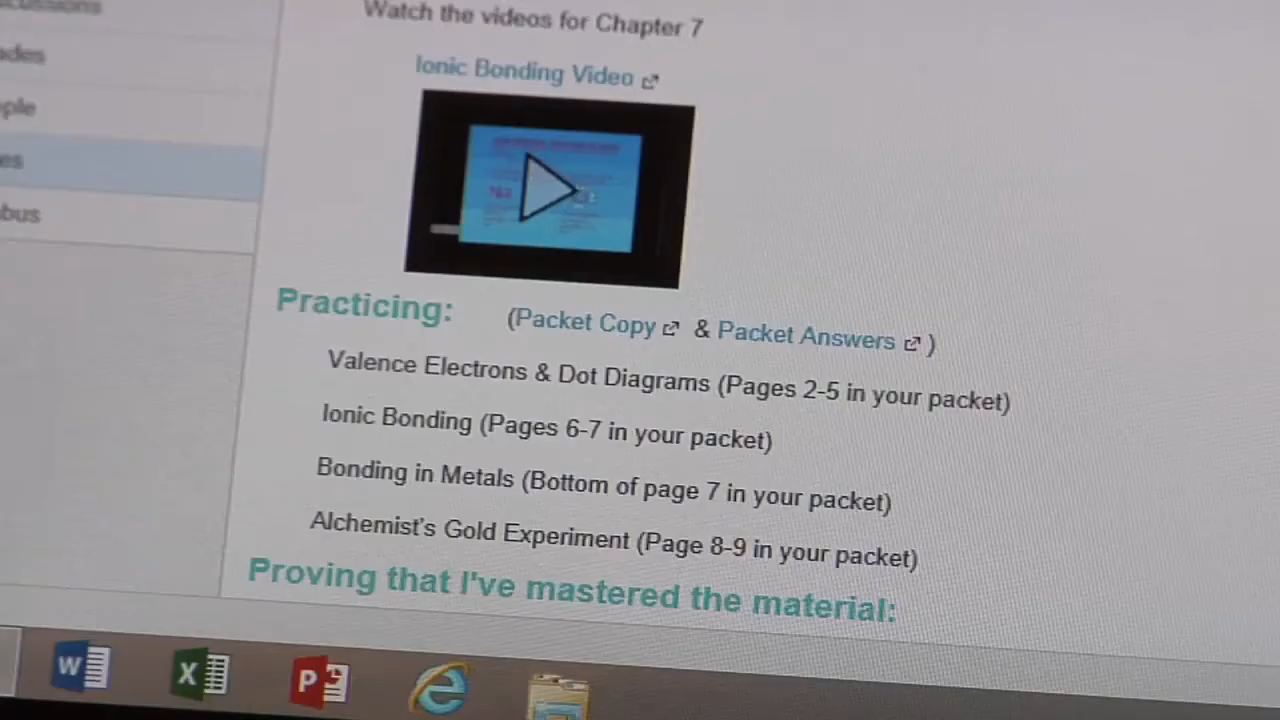 Watch the videos for Chapter 7
Ionic Bonding Video
Practicing: (Packet Copy & Packet Answers )
Valence Electrons & Dot Diagrams (Pages 2-5 in your packet)
Ionic Bonding (Pages 6-7 in your packet)
Bonding in Metals (Bottom of page 7 in your packet)
Alchemist's Gold Experiment (Page 8-9 in your packet)
Proving that I've mastered the material: